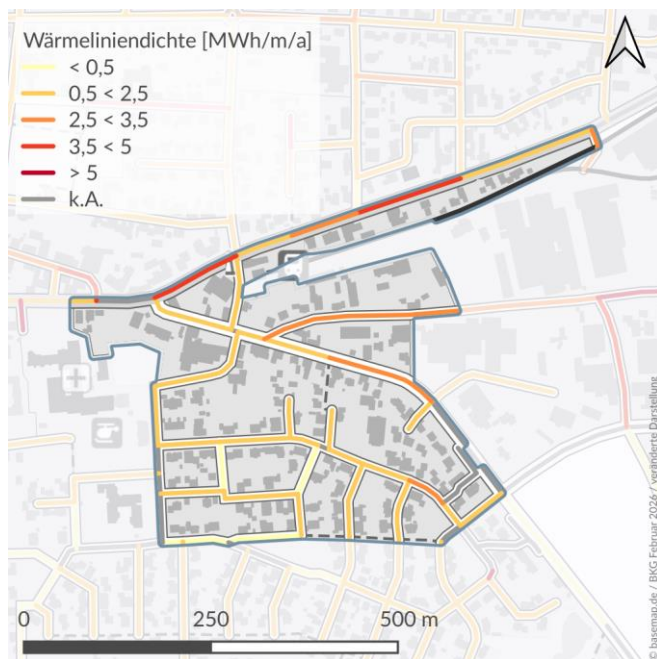 Wärmeliniendichte [MWh/m/a]
< 0,5
0,5 < 2,5
2,5 < 3,5
3,5 < 5
> 5
k.A.
0 250 500 m
© basemap.de / BKG Februar 2026 / veränderte Darstellung